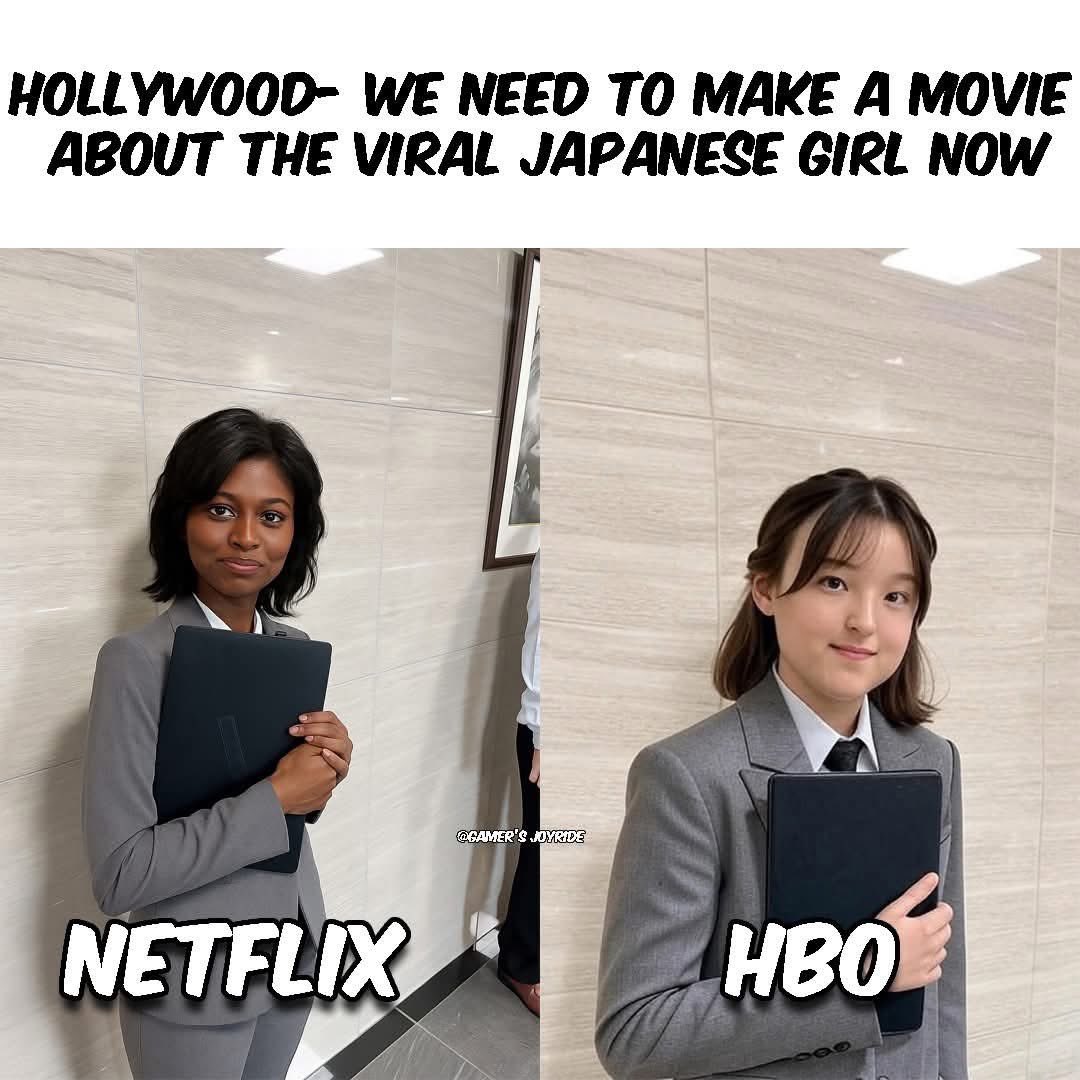 HOLLYWOOD- WE NEED TO MAKE A MOVIE
ABOUT THE VIRAL JAPANESE GIRL NOW
@GAMER'S JOYRIDE
NETFLIX
HBO